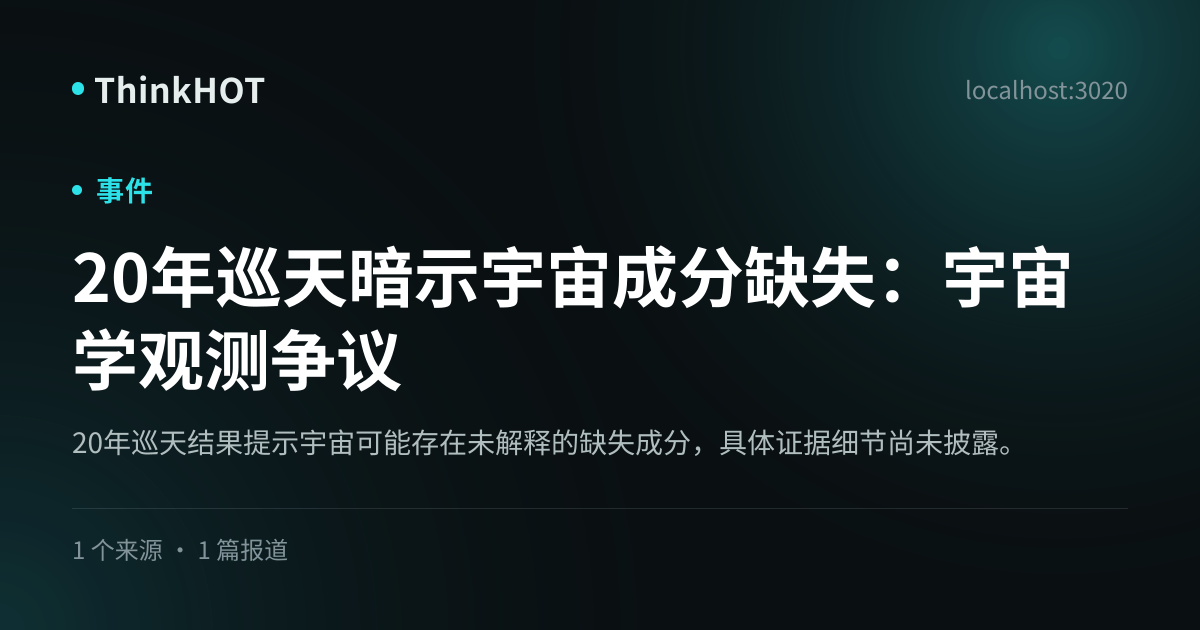 ThinkHOT
localhost:3020
事件
20年巡天暗示宇宙成分缺失：宇宙
学观测争议
20年巡天结果提示宇宙可能存在未解释的缺失成分，具体证据细节尚未披露。
1 个来源 · 1 篇报道